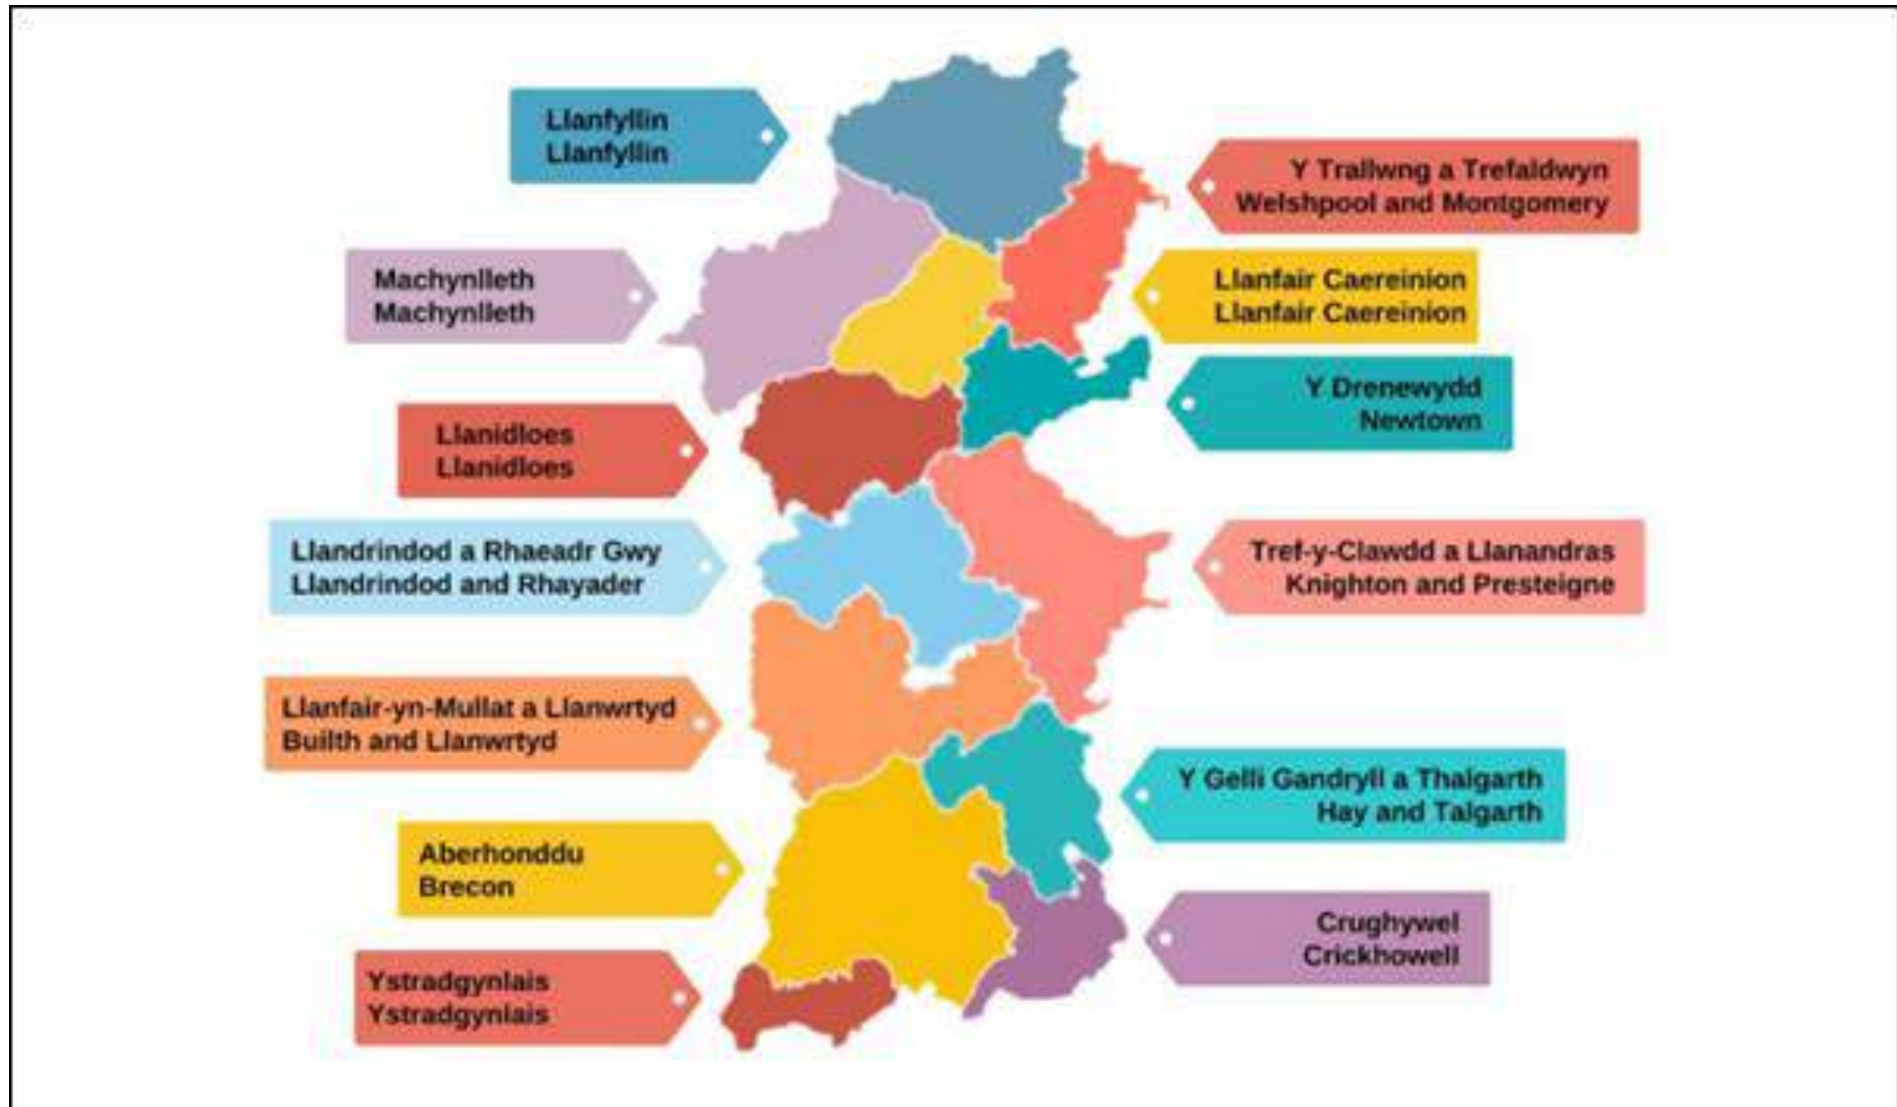 Llanfyllin
Llanfyllin
Y Trallwng a Trefaldwyn
Welshpool and Montgomery
Machynlleth
Machynlleth
Llanfair Caereinion
Llanfair Caereinion
Y Drenewydd
Newtown
Llanidloes
Llanidloes
Llandrindod a Rhaeadr Gwy
Llandrindod and Rhayader
Tref-y-Clawdd a Llanandras
Knighton and Presteigne
Llanfair-yn-Mullat a Llanwrtyd
Builth and Llanwrtyd
Y Gelli Gandryll a Thalgarth
Hay and Talgarth
Aberhonddu
Brecon
Crughywel
Crickhowell
Ystradgynlais
Ystradgynlais